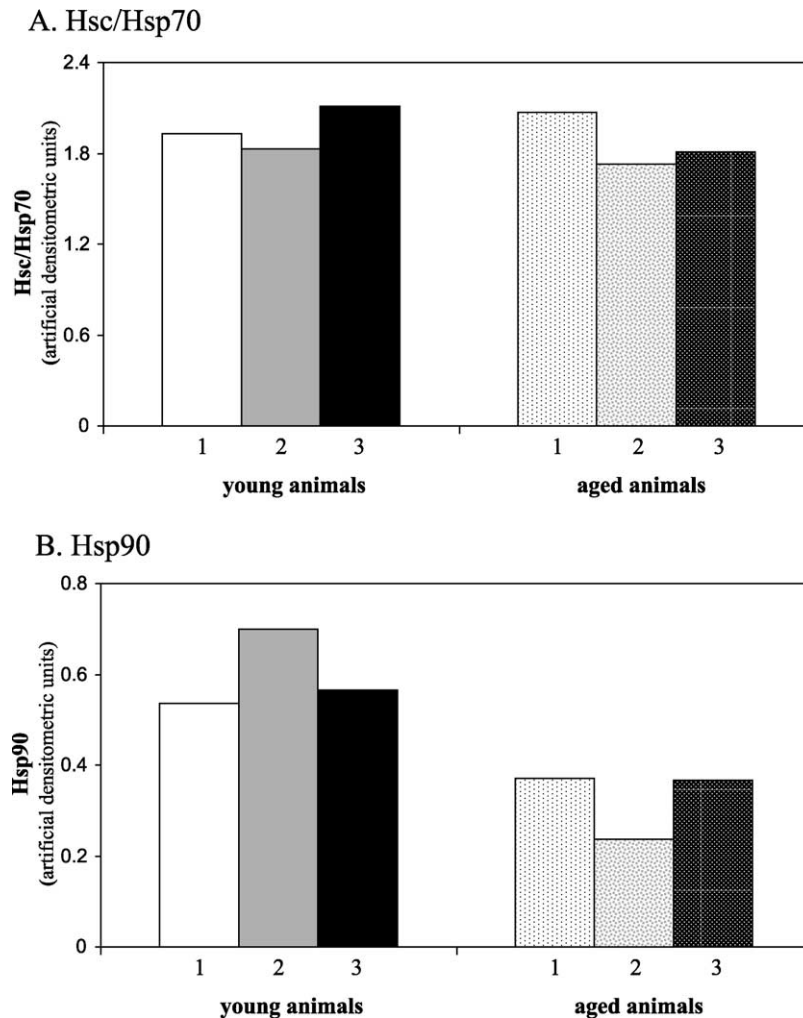 A. Hsc/Hsp70
Hsc/Hsp70
(artificial densitometric units)
2.4
1.8
1.2
0.6
0
1 2 3 1 2 3
young animals aged animals
B. Hsp90
Hsp90
(artificial densitometric units)
0.8
0.6
0.4
0.2
0
1 2 3 1 2 3
young animals aged animals